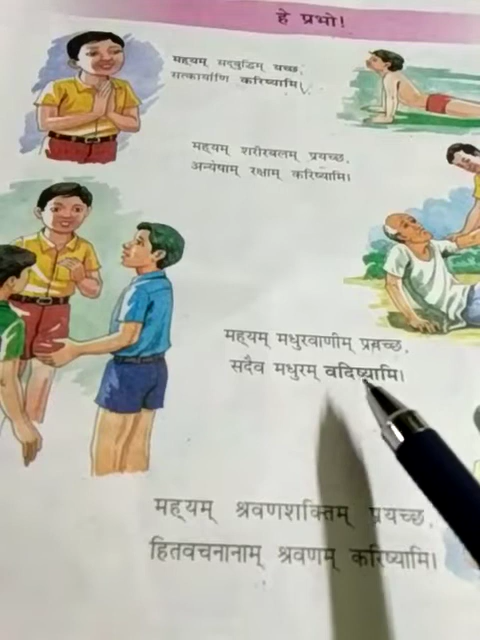 हे प्रभो!
मह्यम् सद्बुद्धिम् यच्छ,
सत्कार्याणि करिष्यामि।
मह्यम् शरीरबलम् प्रयच्छ,
अन्येषाम् रक्षाम् करिष्यामि।
मह्यम् मधुरवाणीम् प्रयच्छ,
सदैव मधुरम् वदिष्यामि।
मह्यम् श्रवणशक्तिम् प्रयच्छ,
हितवचनानाम् श्रवणम् करिष्यामि।